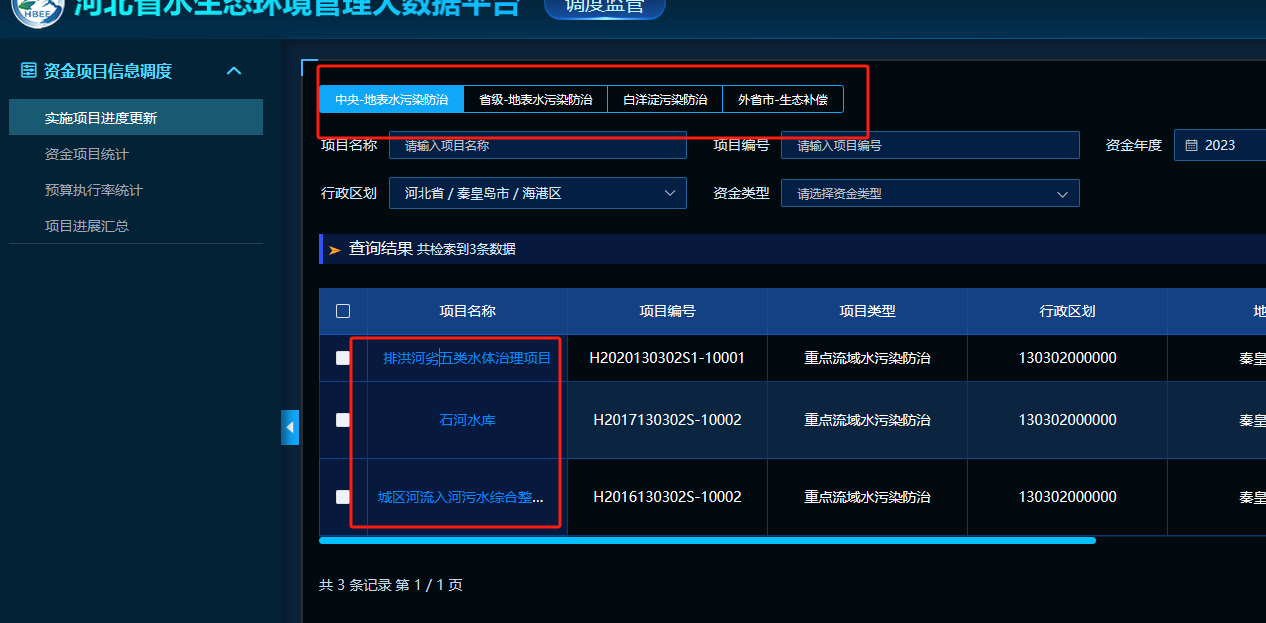 河北省水生态环境管理大数据平台 调度监管
HBEE
资金项目信息调度
实施项目进度更新
资金项目统计
预算执行率统计
项目进展汇总
中央-地表水污染防治 省级-地表水污染防治 白洋淀污染防治 外省市-生态补偿
项目名称 请输入项目名称 项目编号 请输入项目编号 资金年度 2023
行政区划 河北省 / 秦皇岛市 / 海港区 资金类型 请选择资金类型
查询结果 共检索到3条数据
项目名称 项目编号 项目类型 行政区划 地
排洪河劣五类水体治理项目 H2020130302S1-10001 重点流域水污染防治 130302000000 秦皇
石河水库 H2017130302S-10002 重点流域水污染防治 130302000000 秦皇
城区河流入河污水综合整... H2016130302S-10002 重点流域水污染防治 130302000000 秦皇
共 3 条记录 第 1 / 1 页